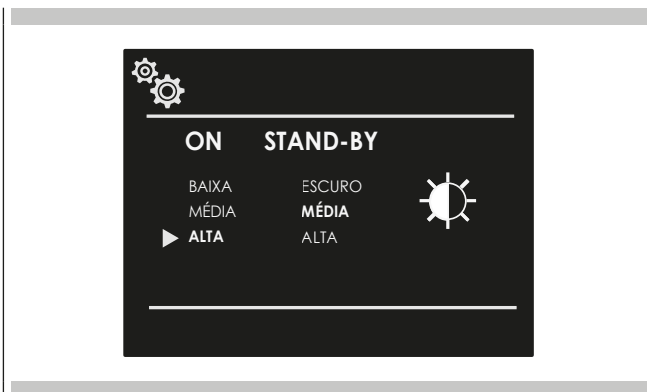 ON STAND-BY
BAIXA ESCURO
MÉDIA MÉDIA
ALTA ALTA